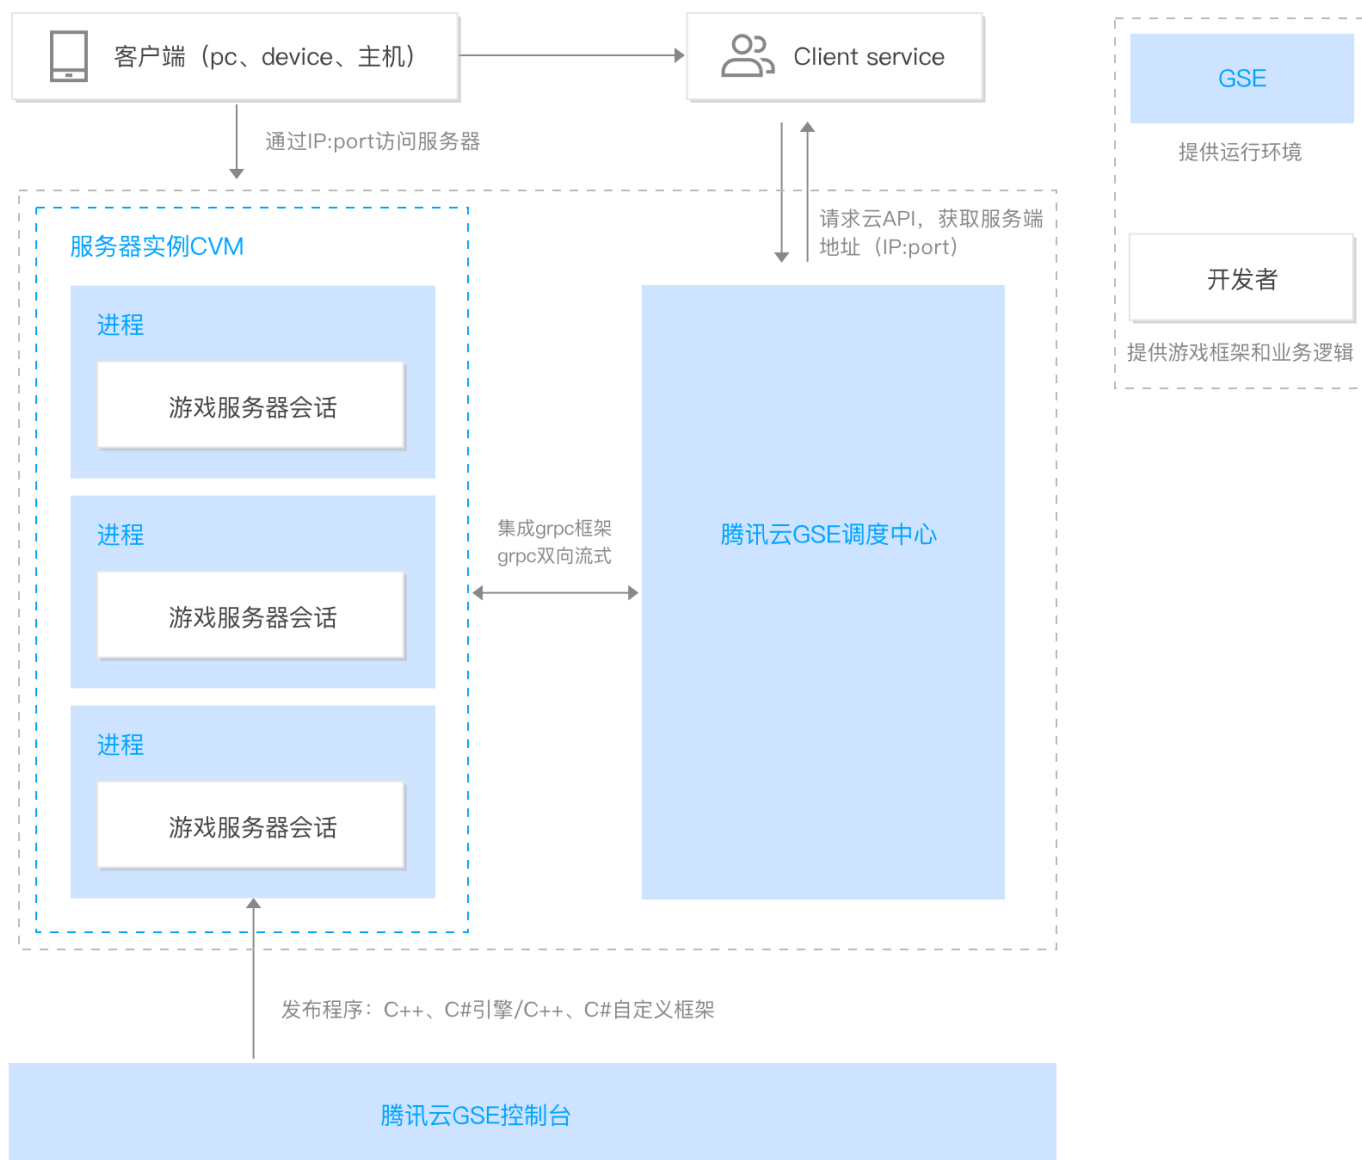 客户端（pc、device、主机）
Client service
GSE
提供运行环境
开发者
提供游戏框架和业务逻辑
通过IP:port访问服务器
请求云API，获取服务端
地址（IP:port）
服务器实例CVM
进程
游戏服务器会话
进程
游戏服务器会话
进程
游戏服务器会话
集成grpc框架
grpc双向流式
腾讯云GSE调度中心
发布程序：C++、C#引擎/C++、C#自定义框架
腾讯云GSE控制台